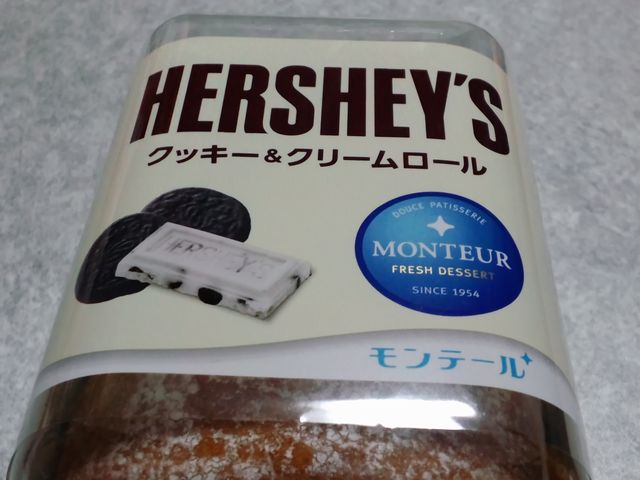 HERSHEY'S
クッキー&クリームロール
HERSHEY'S
DOUCE PATISSERIE
MONTEUR
FRESH DESSERT
SINCE 1954
モンテール